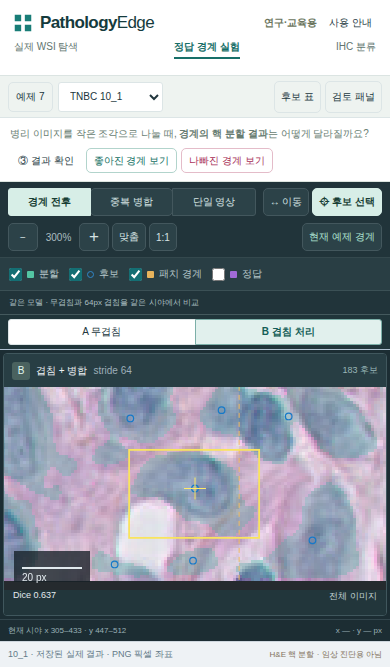 PathologyEdge
연구·교육용 사용 안내
실제 WSI 탐색 정답 경계 실험 IHC 분류
예제 7 TNBC 10_1 후보 표 검토 패널
병리 이미지를 작은 조각으로 나눌 때, 경계의 핵 분할 결과는 어떻게 달라질까요?
③ 결과 확인 좋아진 경계 보기 나빠진 경계 보기
경계 전후 중복 병합 단일 영상 ↔ 이동 후보 선택
− 300% + 맞춤 1:1 현재 예제 경계
분할 후보 패치 경계 정답
같은 모델 · 무겹침과 64px 겹침을 같은 시야에서 비교
A 무겹침 B 겹침 처리
B 겹침 + 병합 stride 64 183 후보
20 px
Dice 0.637 전체 이미지
현재 시야 x 305–433 · y 447–512 x — · y — px
10_1 · 저장된 실제 결과 · PNG 픽셀 좌표 H&E 핵 분할 · 임상 진단용 아님